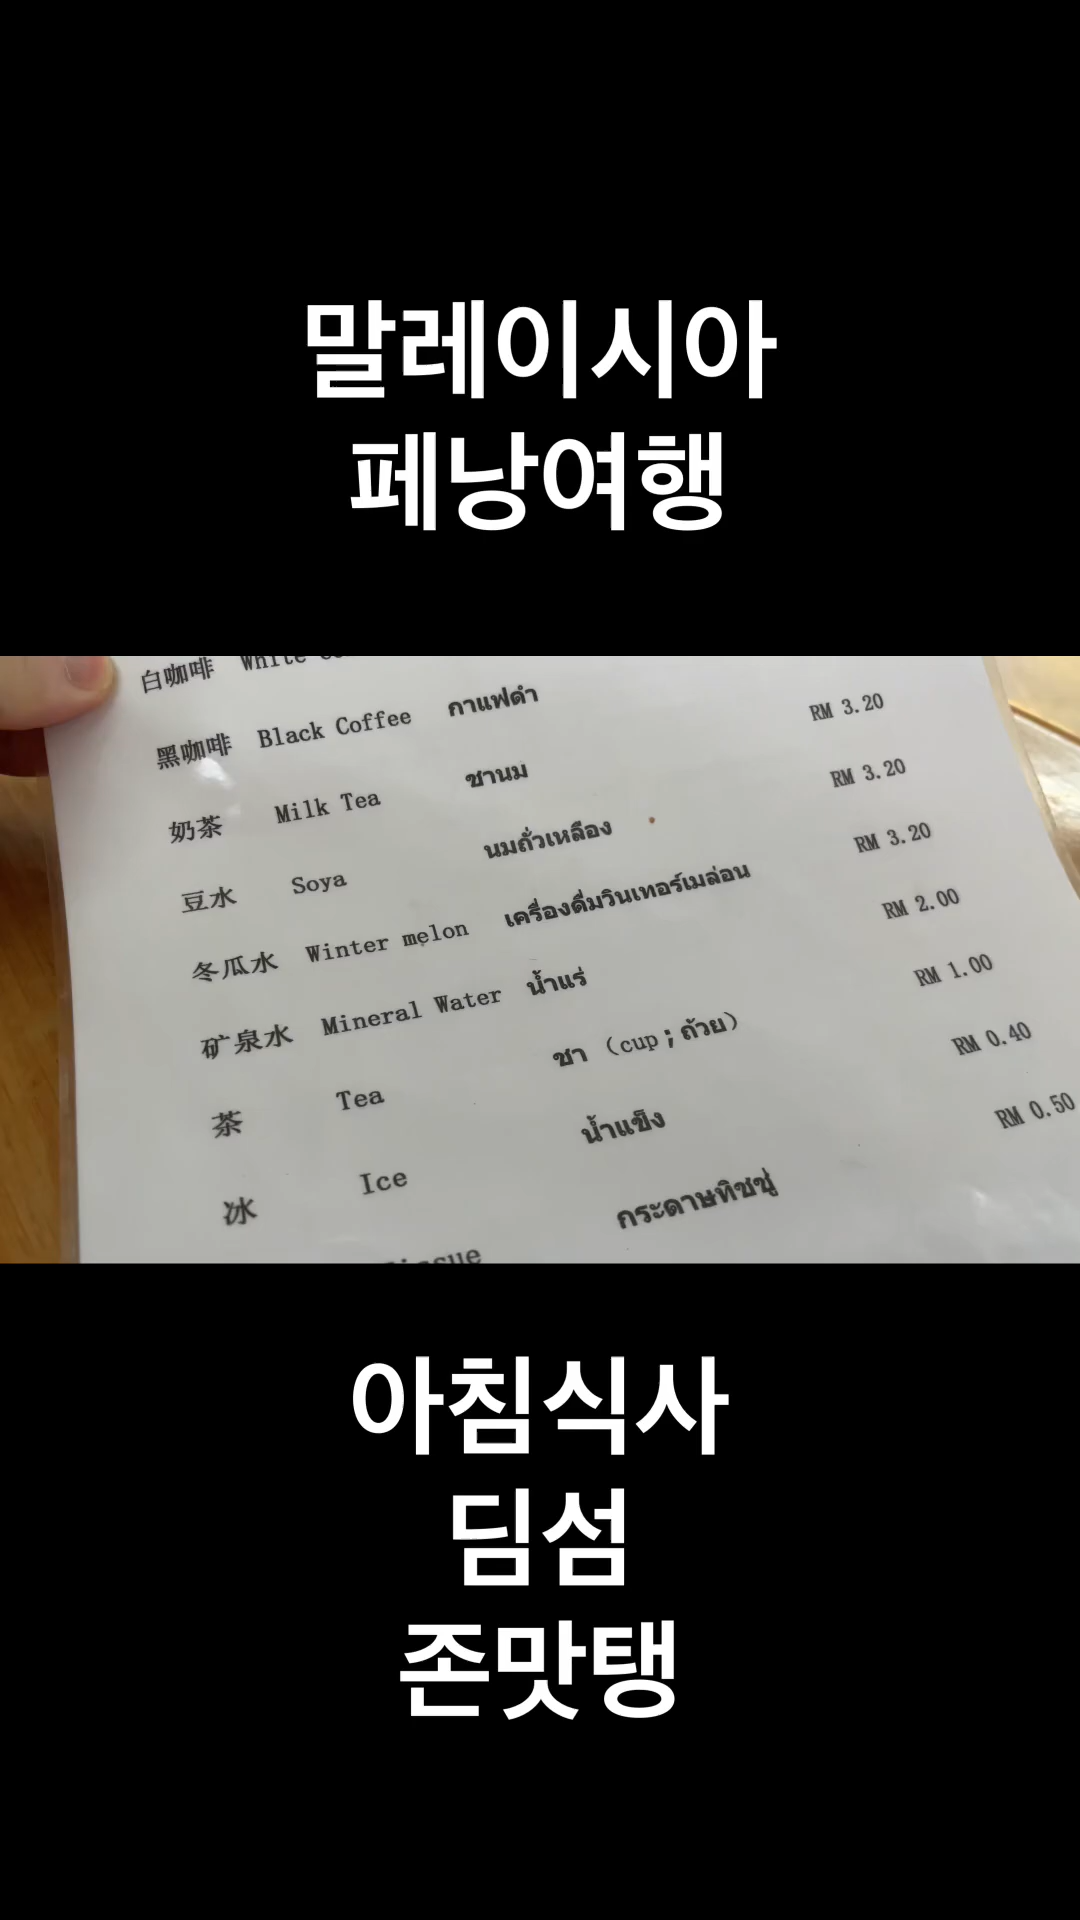 말레이시아
페낭여행
白咖啡 White
黑咖啡 Black Coffee กาแฟดำ
奶茶 Milk Tea ชานม RM 3.20
豆水 Soya นมถั่วเหลือง RM 3.20
冬瓜水 Winter melon เครื่องดื่มวินเทอร์เมล่อน RM 3.20
矿泉水 Mineral Water น้ำแร่ RM 2.00
茶 Tea ชา (cup;ถ้วย) RM 1.00
冰 Ice น้ำแข็ง RM 0.40
กระดาษทิชชู่ RM 0.50
아침식사
딤섬
존맛탱